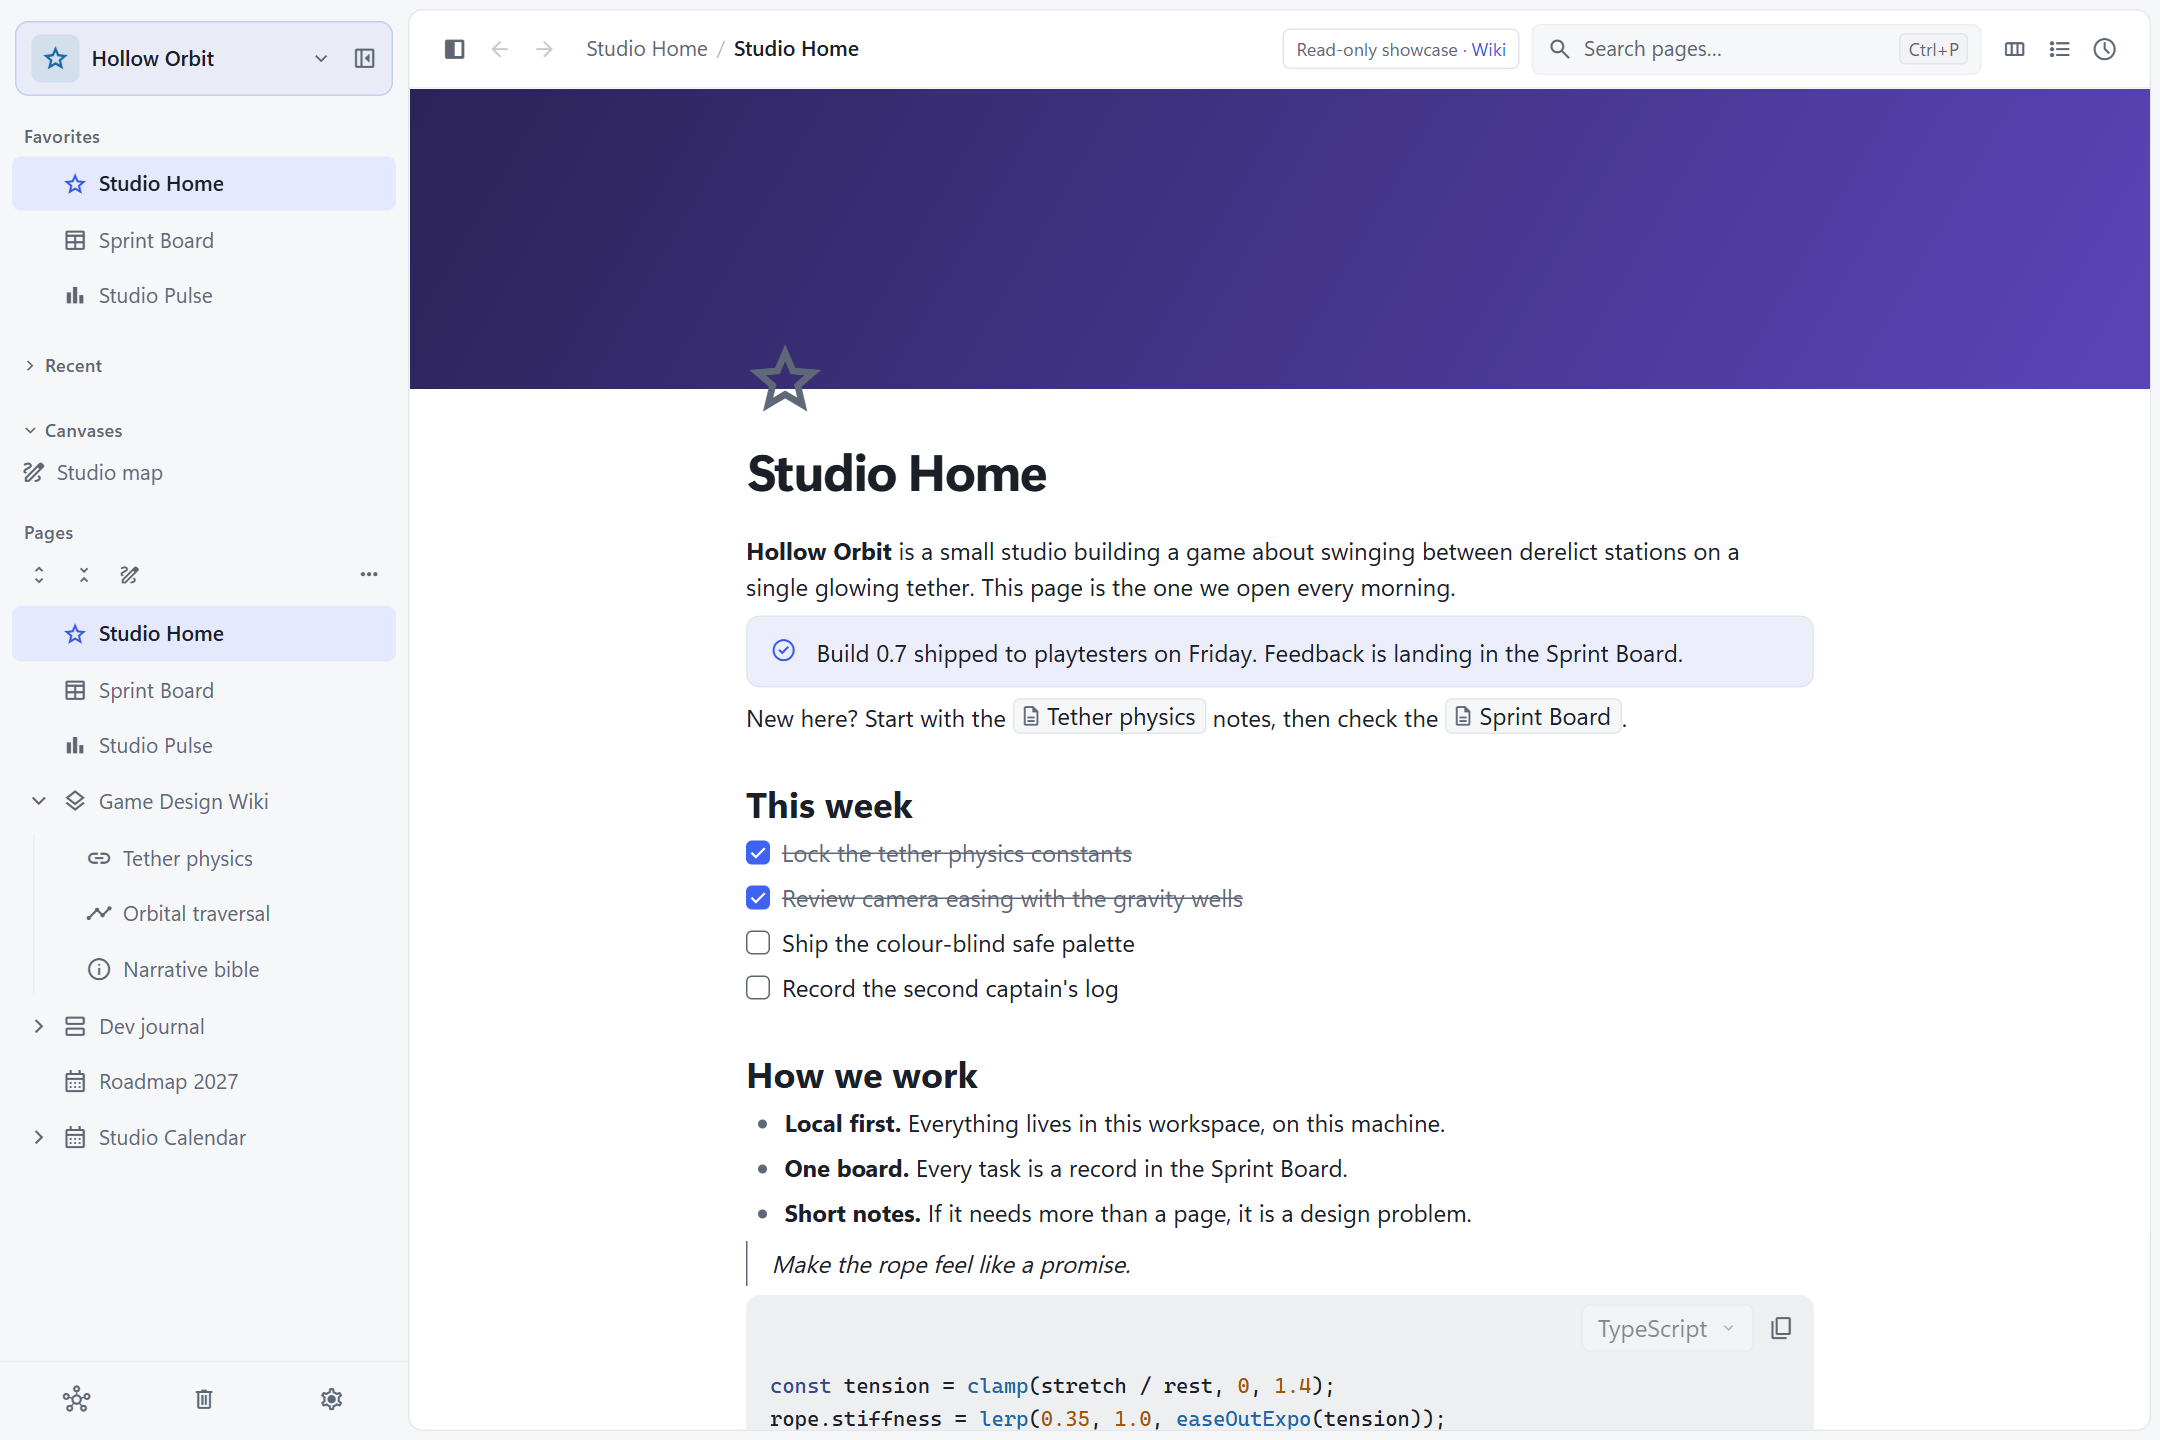 Hollow Orbit
Favorites
Studio Home
Sprint Board
Studio Pulse
Recent
Canvases
Studio map
Pages
Studio Home
Sprint Board
Studio Pulse
Game Design Wiki
Tether physics
Orbital traversal
Narrative bible
Dev journal
Roadmap 2027
Studio Calendar
Studio Home / Studio Home
Read-only showcase · Wiki
Search pages...
Ctrl+P
Studio Home
Hollow Orbit is a small studio building a game about swinging between derelict stations on a
single glowing tether. This page is the one we open every morning.
Build 0.7 shipped to playtesters on Friday. Feedback is landing in the Sprint Board.
New here? Start with the Tether physics notes, then check the Sprint Board.
This week
Lock the tether physics constants
Review camera easing with the gravity wells
Ship the colour-blind safe palette
Record the second captain's log
How we work
Local first. Everything lives in this workspace, on this machine.
One board. Every task is a record in the Sprint Board.
Short notes. If it needs more than a page, it is a design problem.
Make the rope feel like a promise.
TypeScript
const tension = clamp(stretch / rest, 0, 1.4);
rope.stiffness = lerp(0.35, 1.0, easeOutExpo(tension));